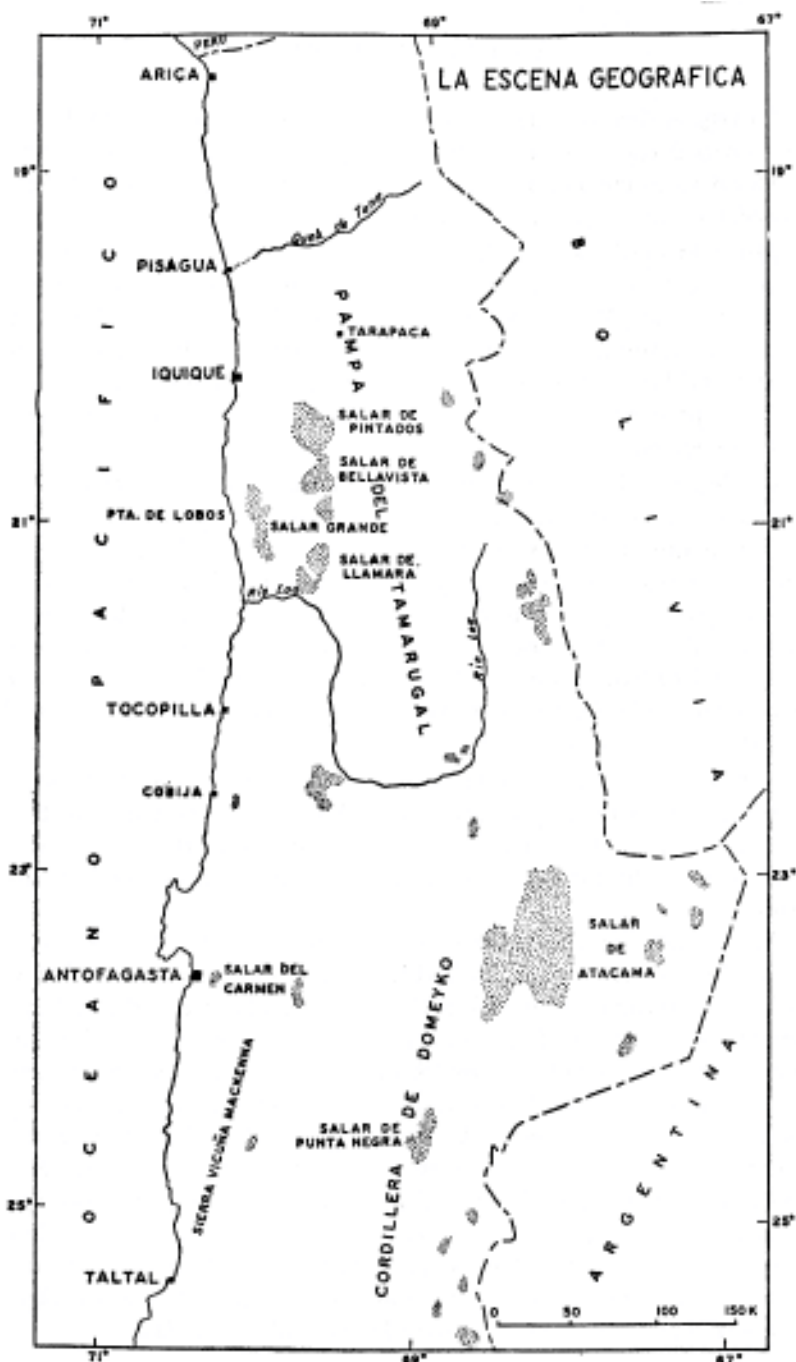 71°
69°
67°
PERU
ARICA
LA ESCENA GEOGRAFICA
19°
19°
Queb de Tana
PISAGUA
BOLIVIA
PAMPA
TARAPACA
IQUIQUE
SALAR DE
PINTADOS
SALAR DE
BELLAVISTA
DEL
PTA. DE LOBOS
21°
21°
SALAR GRANDE
SALAR DE
LLAMARA
Río Loa
TAMARUGAL
Río Loa
TOCOPILLA
COBIJA
OCEANO PACIFICO
23°
23°
SALAR
DE
ATACAMA
ANTOFAGASTA
SALAR DEL
CARMEN
CORDILLERA DE DOMEYKO
SIERRA VICUÑA MACKENNA
SALAR DE
PUNTA NEGRA
ARGENTINA
25°
25°
TALTAL
0 50 100 150 K
71°
69°
67°